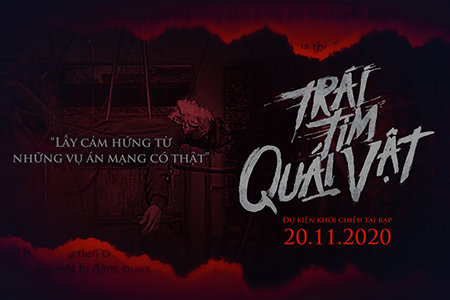 “LẤY CẢM HỨNG TỪ
NHỮNG VỤ ÁN MẠNG CÓ THẬT”
TRÁI
TIM
QUÁI VẬT
DỰ KIẾN KHỞI CHIẾU TẠI RẠP
20.11.2020